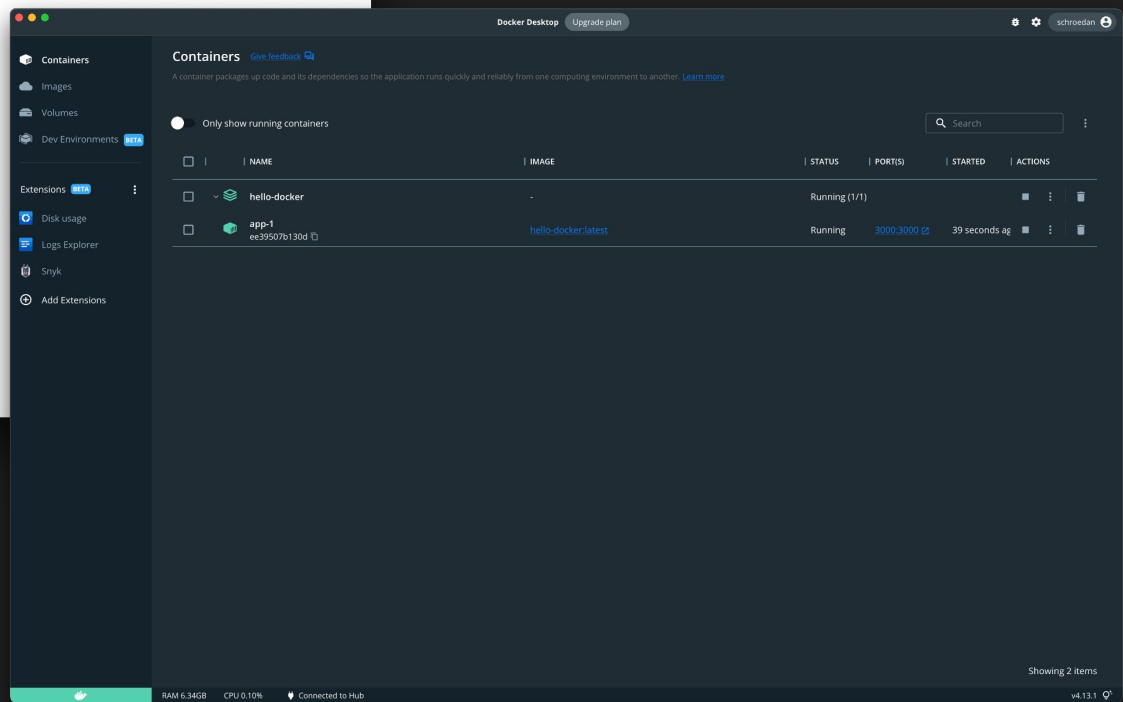 Docker Desktop Upgrade plan schroedan
Containers
Images
Volumes
Dev Environments BETA
Extensions BETA
Disk usage
Logs Explorer
Snyk
Add Extensions
Containers Give feedback
A container packages up code and its dependencies so the application runs quickly and reliably from one computing environment to another. Learn more
Only show running containers
Search
NAME IMAGE STATUS PORT(S) STARTED ACTIONS
hello-docker - Running (1/1)
app-1
ee39507b130d hello-docker:latest Running 3000:3000 39 seconds ag
Showing 2 items
RAM 6.34GB CPU 0.10% Connected to Hub v4.13.1